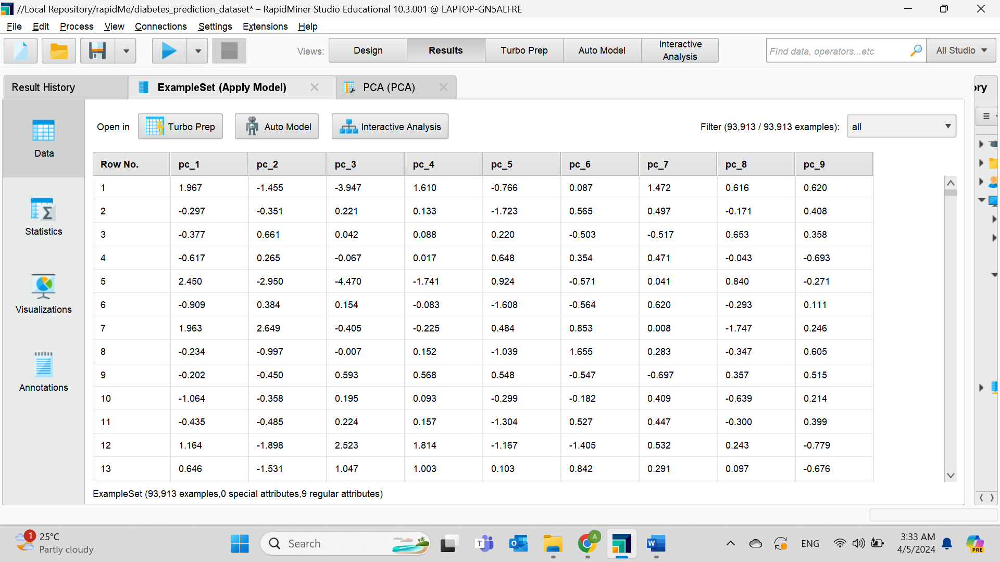 //Local Repository/rapidMe/diabetes_prediction_dataset* – RapidMiner Studio Educational 10.3.001 @ LAPTOP-GN5ALFRE
File Edit Process View Connections Settings Extensions Help
Views: Design Results Turbo Prep Auto Model Interactive Analysis
Find data, operators...etc All Studio
Result History ExampleSet (Apply Model) PCA (PCA) ory
Open in Turbo Prep Auto Model Interactive Analysis Filter (93,913 / 93,913 examples): all
Data
Statistics
Visualizations
Annotations
Row No. pc_1 pc_2 pc_3 pc_4 pc_5 pc_6 pc_7 pc_8 pc_9
1 1.967 -1.455 -3.947 1.610 -0.766 0.087 1.472 0.616 0.620
2 -0.297 -0.351 0.221 0.133 -1.723 0.565 0.497 -0.171 0.408
3 -0.377 0.661 0.042 0.088 0.220 -0.503 -0.517 0.653 0.358
4 -0.617 0.265 -0.067 0.017 0.648 0.354 0.471 -0.043 -0.693
5 2.450 -2.950 -4.470 -1.741 0.924 -0.571 0.041 0.840 -0.271
6 -0.909 0.384 0.154 -0.083 -1.608 -0.564 0.620 -0.293 0.111
7 1.963 2.649 -0.405 -0.225 0.484 0.853 0.008 -1.747 0.246
8 -0.234 -0.997 -0.007 0.152 -1.039 1.655 0.283 -0.347 0.605
9 -0.202 -0.450 0.593 0.568 0.548 -0.547 -0.697 0.357 0.515
10 -1.064 -0.358 0.195 0.093 -0.299 -0.182 0.409 -0.639 0.214
11 -0.435 -0.485 0.224 0.157 -1.304 0.527 0.447 -0.300 0.399
12 1.164 -1.898 2.523 1.814 -1.167 -1.405 0.532 0.243 -0.779
13 0.646 -1.531 1.047 1.003 0.103 0.842 0.291 0.097 -0.676
ExampleSet (93,913 examples,0 special attributes,9 regular attributes)
1 25°C
Partly cloudy
Search
A
ENG
3:33 AM
4/5/2024
PRE